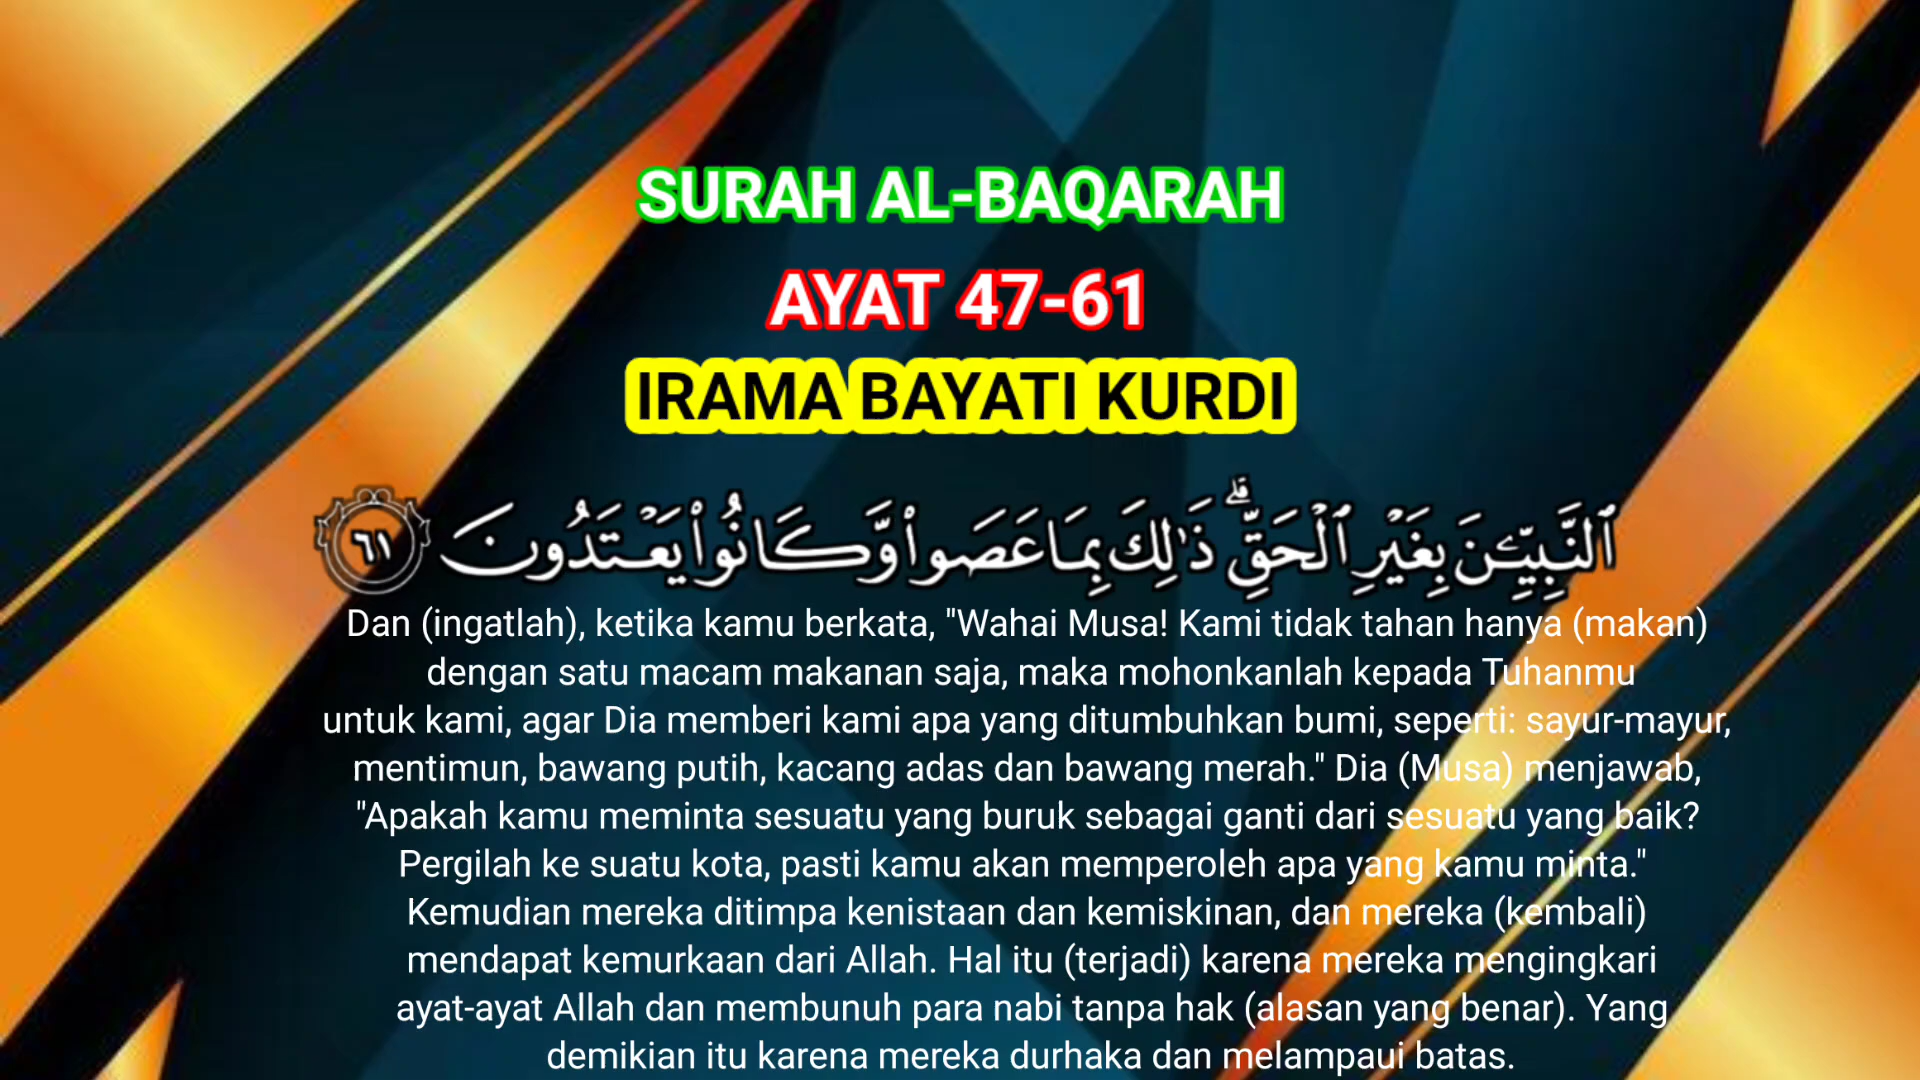 SURAH AL-BAQARAH
AYAT 47-61
IRAMA BAYATI KURDI
ٱلنَّبِيِّـۧنَ بِغَيْرِ ٱلْحَقِّۗ ذَٰلِكَ بِمَا عَصَوا۟ وَّكَانُوا۟ يَعْتَدُونَ ٦١
Dan (ingatlah), ketika kamu berkata, "Wahai Musa! Kami tidak tahan hanya (makan)
dengan satu macam makanan saja, maka mohonkanlah kepada Tuhanmu
untuk kami, agar Dia memberi kami apa yang ditumbuhkan bumi, seperti: sayur-mayur,
mentimun, bawang putih, kacang adas dan bawang merah." Dia (Musa) menjawab,
"Apakah kamu meminta sesuatu yang buruk sebagai ganti dari sesuatu yang baik?
Pergilah ke suatu kota, pasti kamu akan memperoleh apa yang kamu minta."
Kemudian mereka ditimpa kenistaan dan kemiskinan, dan mereka (kembali)
mendapat kemurkaan dari Allah. Hal itu (terjadi) karena mereka mengingkari
ayat-ayat Allah dan membunuh para nabi tanpa hak (alasan yang benar). Yang
demikian itu karena mereka durhaka dan melampaui batas.